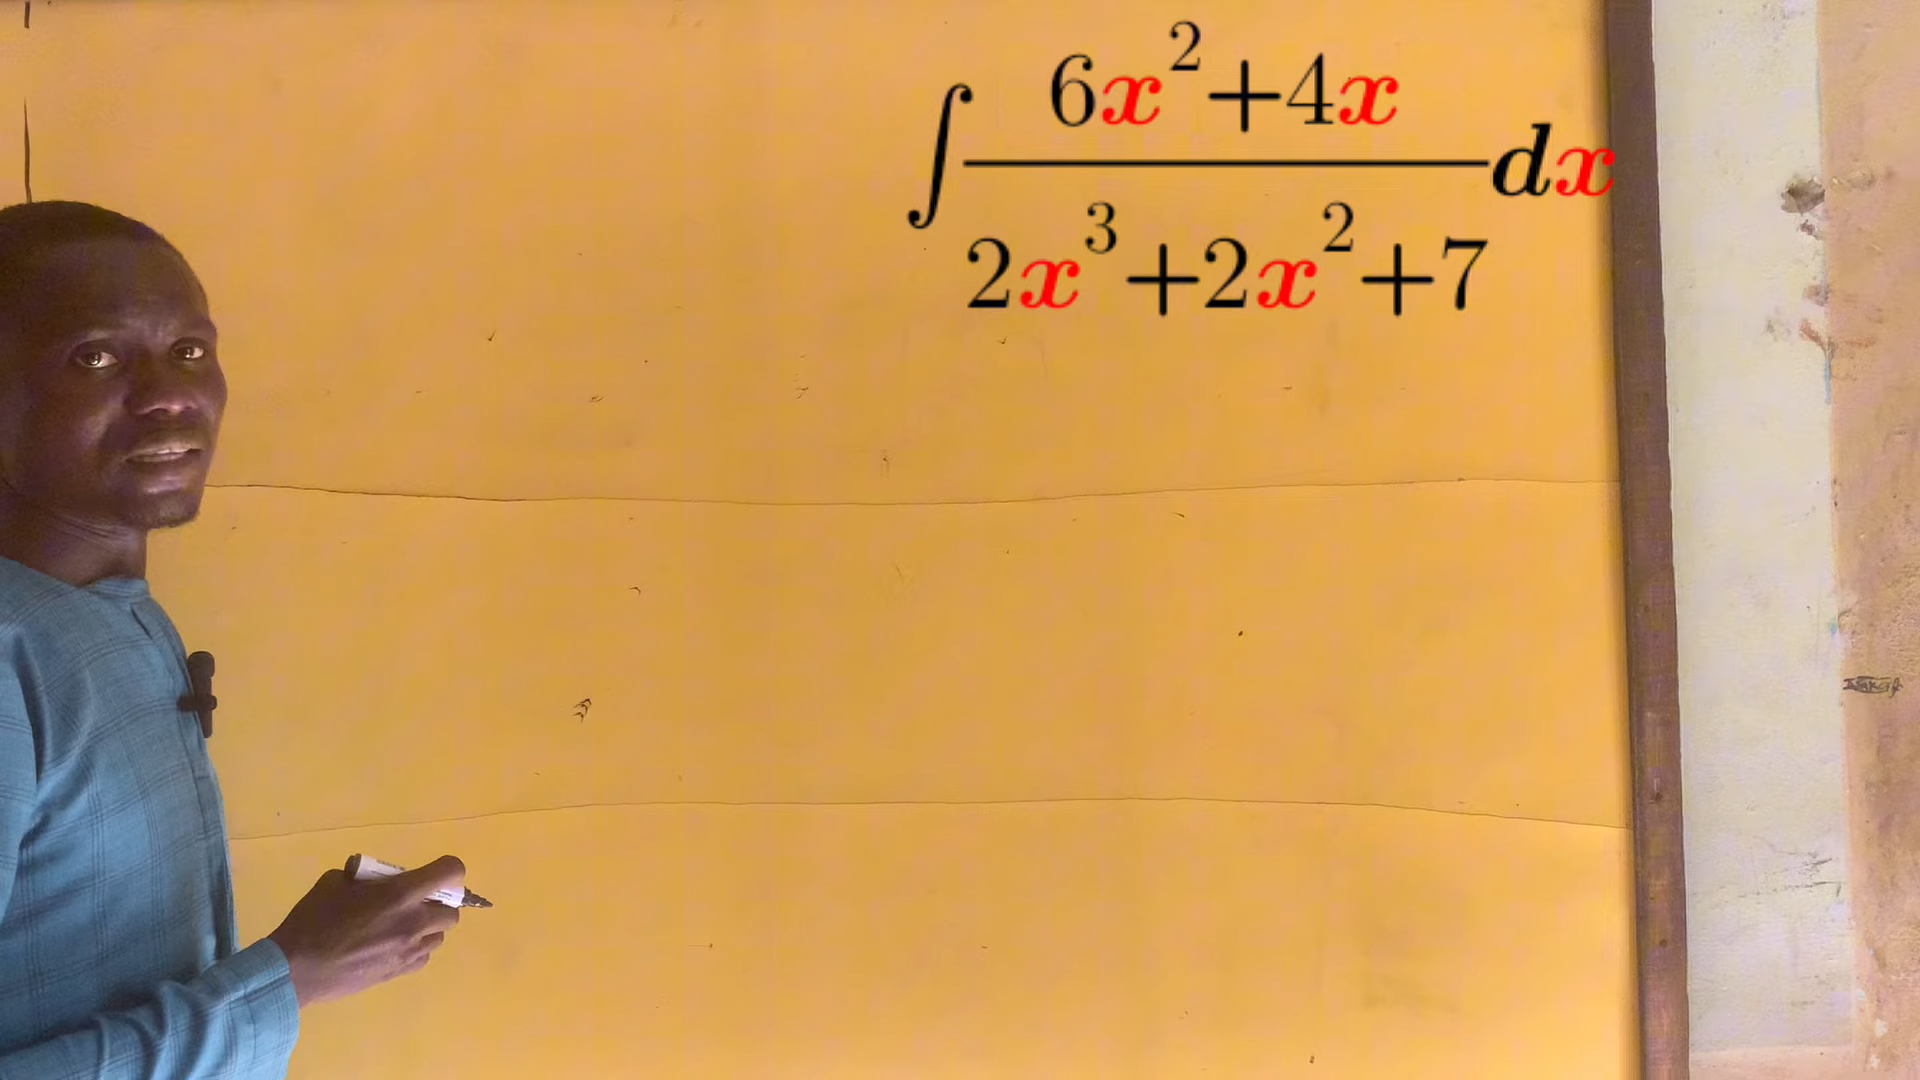 ∫ (6x² + 4x)/(2x³ + 2x² + 7) dx